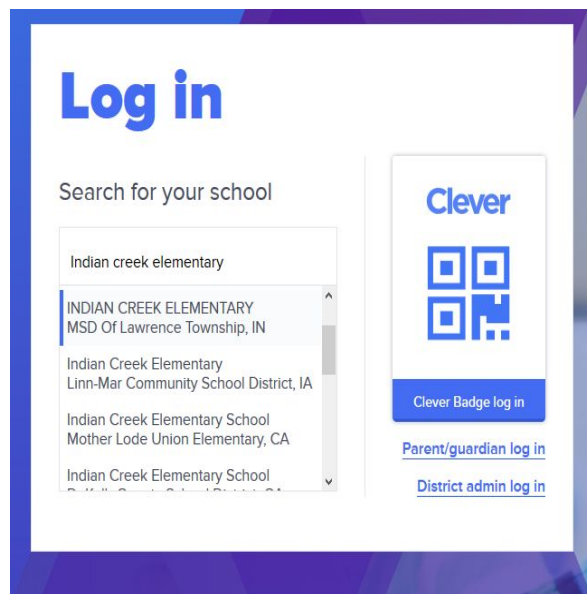 Log in
Search for your school
Indian creek elementary
INDIAN CREEK ELEMENTARY
MSD Of Lawrence Township, IN
Indian Creek Elementary
Linn-Mar Community School District, IA
Indian Creek Elementary School
Mother Lode Union Elementary, CA
Indian Creek Elementary School
Clever
Clever Badge log in
Parent/guardian log in
District admin log in